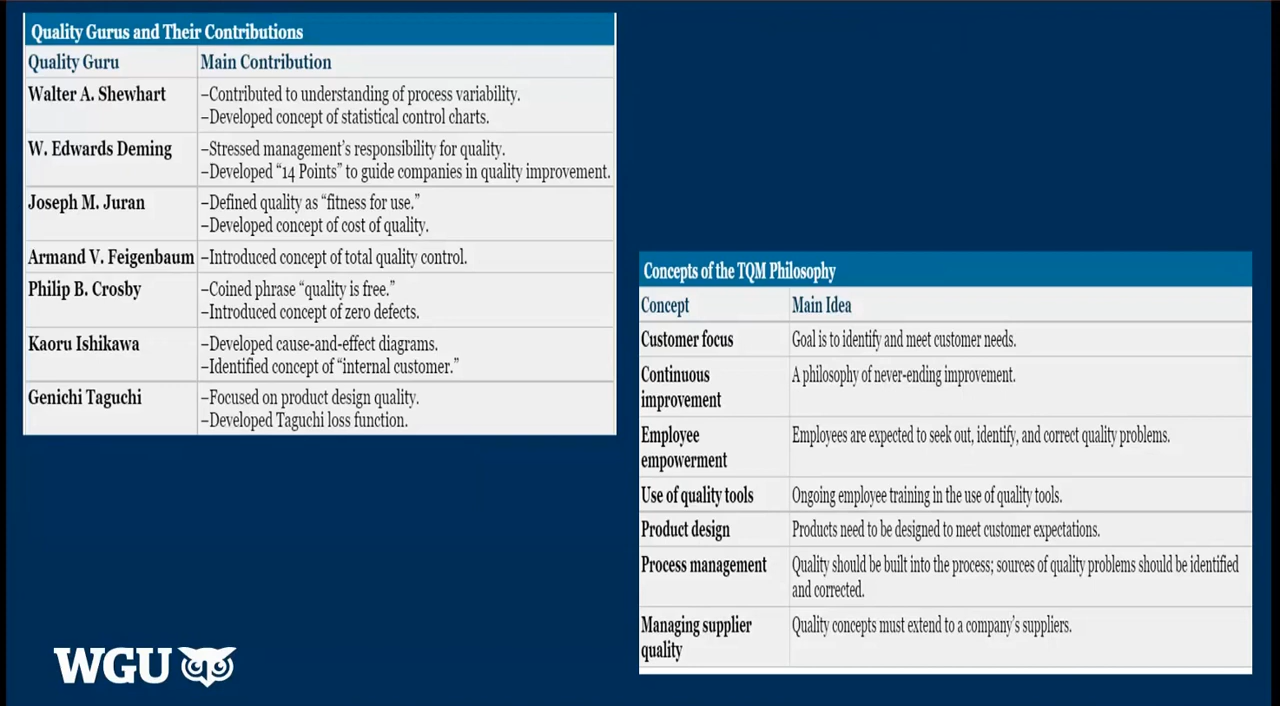 Quality Gurus and Their Contributions
Quality Guru Main Contribution
Walter A. Shewhart –Contributed to understanding of process variability.
–Developed concept of statistical control charts.
W. Edwards Deming –Stressed management's responsibility for quality.
–Developed “14 Points” to guide companies in quality improvement.
Joseph M. Juran –Defined quality as “fitness for use.”
–Developed concept of cost of quality.
Armand V. Feigenbaum –Introduced concept of total quality control.
Philip B. Crosby –Coined phrase “quality is free.”
–Introduced concept of zero defects.
Kaoru Ishikawa –Developed cause-and-effect diagrams.
–Identified concept of “internal customer.”
Genichi Taguchi –Focused on product design quality.
–Developed Taguchi loss function.
Concepts of the TQM Philosophy
Concept Main Idea
Customer focus Goal is to identify and meet customer needs.
Continuous A philosophy of never-ending improvement.
improvement
Employee Employees are expected to seek out, identify, and correct quality problems.
empowerment
Use of quality tools Ongoing employee training in the use of quality tools.
Product design Products need to be designed to meet customer expectations.
Process management Quality should be built into the process; sources of quality problems should be identified
and corrected.
Managing supplier Quality concepts must extend to a company's suppliers.
quality
WGU